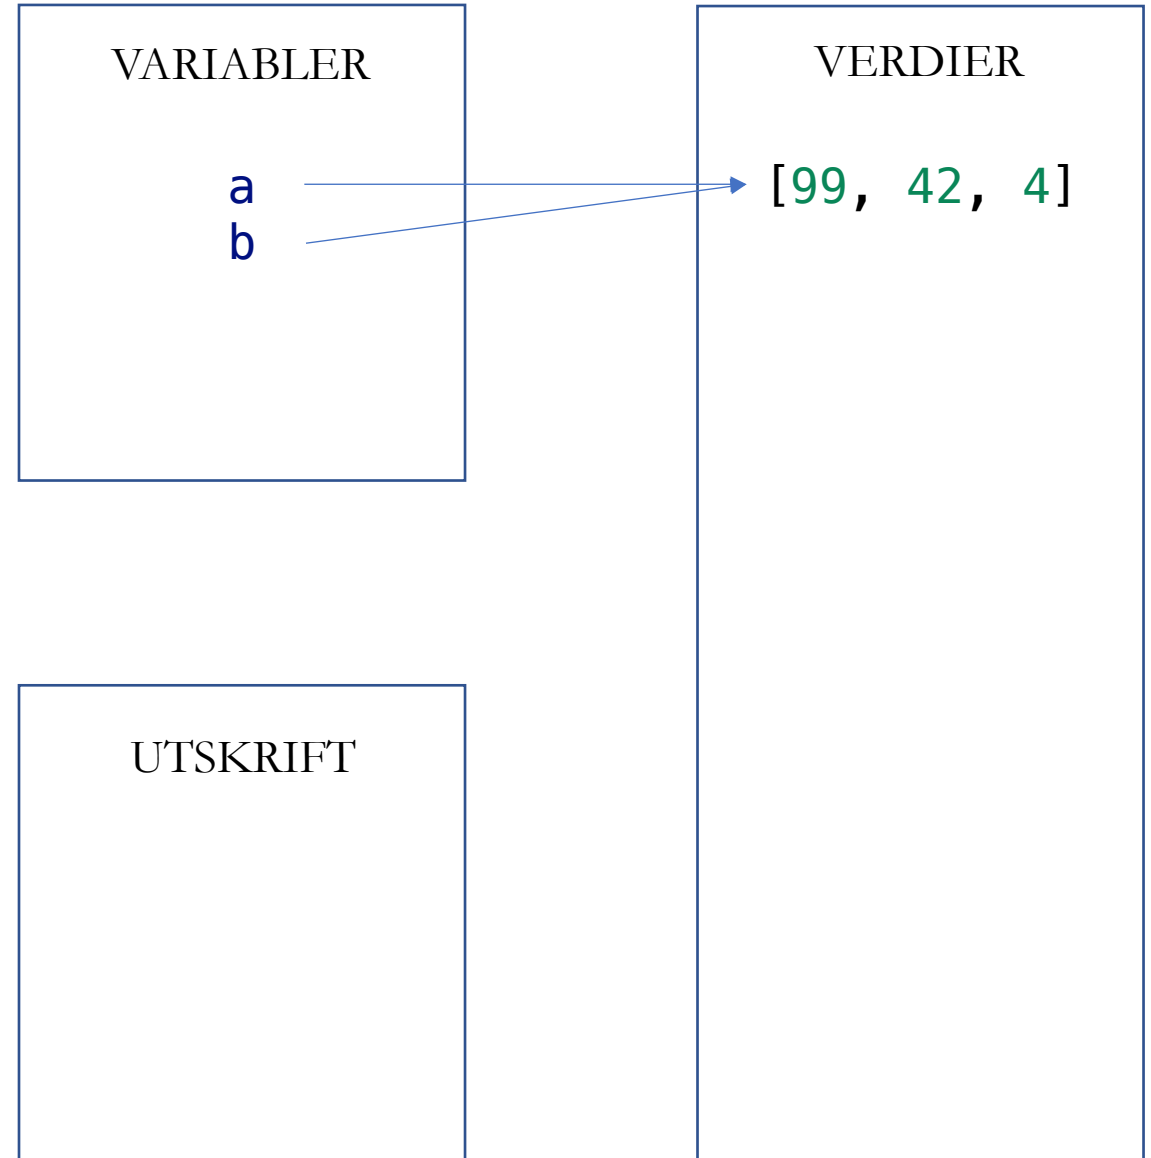 VARIABLER
a
b
VERDIER
[99, 42, 4]
UTSKRIFT